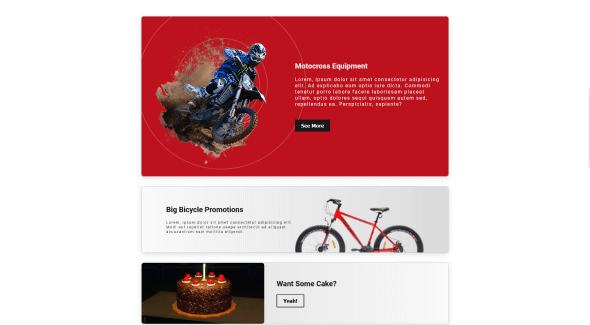 Motocross Equipment
Lorem, ipsum dolor sit amet consectetur adipisicing
elit. Ad explicabo eum optio iure dicta. Commodi
tenetur porro labore facere laboriosam placeat
ullam, optio dolores sequi quisquam autem sed,
repellendus ea. Perspiciatis, sapiente?
See More
Big Bicycle Promotions
Lorem, ipsum dolor sit amet consectetur adipisicing elit.
Modi aut repellat ratione saepe architecto ad aliquid
accusantium eum mollitia eligendi.
Want Some Cake?
Yeah!